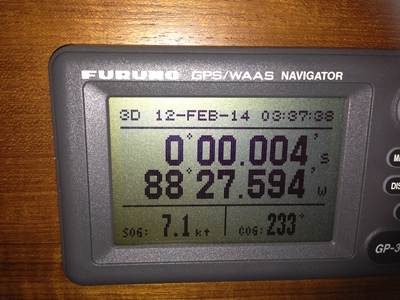 FURUNO GPS/WAAS NAVIGATOR
3D 12-FEB-14 03:37:38
0°00.004' S
88°27.594' W
SOG: 7.1 kt COG: 233°
DIS
GP-3